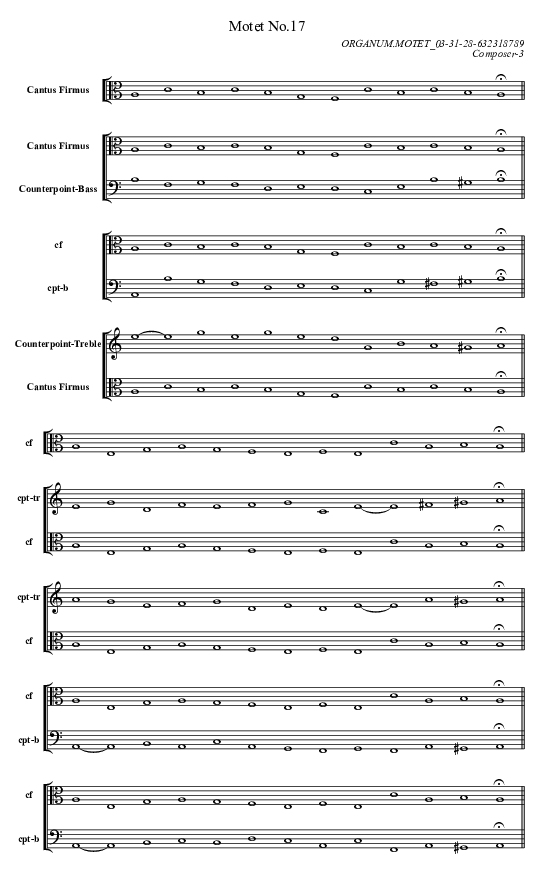 Motet No.17
ORGANUM.MOTET_03-31-28-632318789
Composer-3
Cantus Firmus
Cantus Firmus
Counterpoint-Bass
cf
cpt-b
Counterpoint-Treble
Cantus Firmus
cf
cpt-tr
cf
cpt-tr
cf
cf
cpt-b
cf
cpt-b